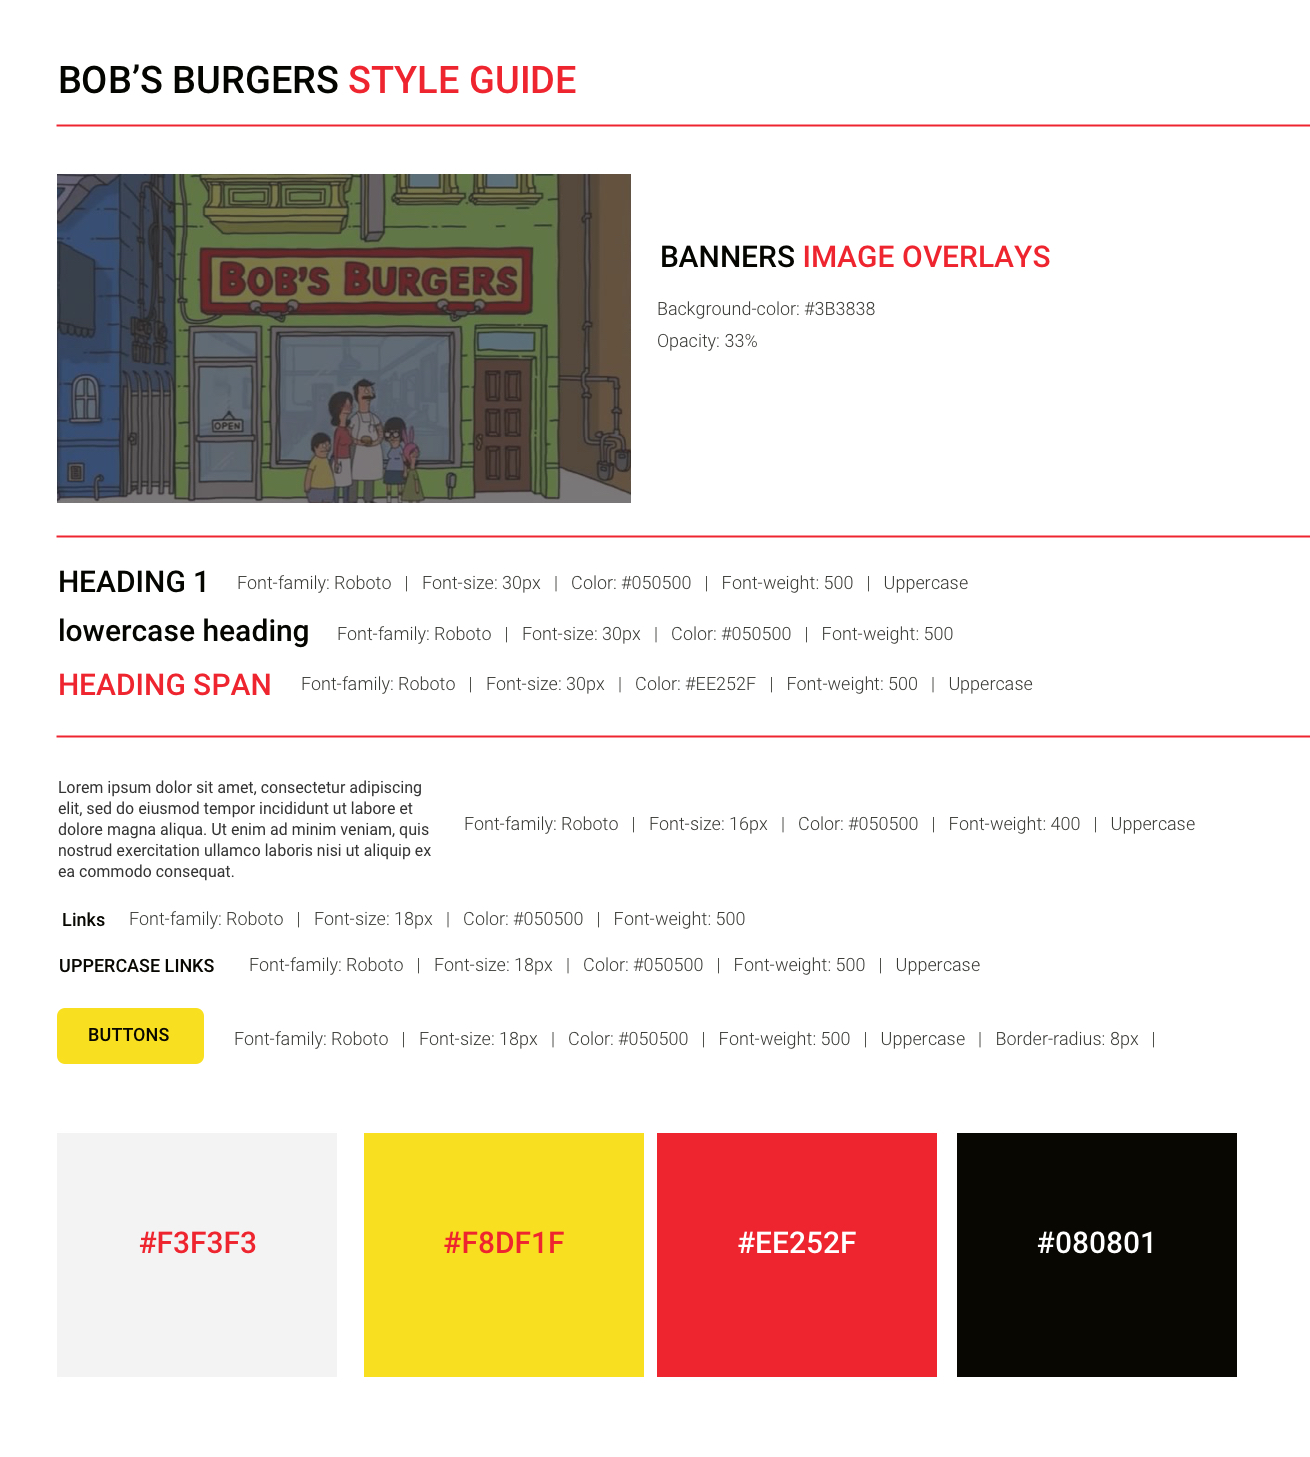 BOB’S BURGERS STYLE GUIDE
BOB'S BURGERS
OPEN
BANNERS IMAGE OVERLAYS
Background-color: #3B3838
Opacity: 33%
HEADING 1 Font-family: Roboto | Font-size: 30px | Color: #050500 | Font-weight: 500 | Uppercase
lowercase heading Font-family: Roboto | Font-size: 30px | Color: #050500 | Font-weight: 500
HEADING SPAN Font-family: Roboto | Font-size: 30px | Color: #EE252F | Font-weight: 500 | Uppercase
Lorem ipsum dolor sit amet, consectetur adipiscing
elit, sed do eiusmod tempor incididunt ut labore et
dolore magna aliqua. Ut enim ad minim veniam, quis
nostrud exercitation ullamco laboris nisi ut aliquip ex
ea commodo consequat.
Font-family: Roboto | Font-size: 16px | Color: #050500 | Font-weight: 400 | Uppercase
Links Font-family: Roboto | Font-size: 18px | Color: #050500 | Font-weight: 500
UPPERCASE LINKS Font-family: Roboto | Font-size: 18px | Color: #050500 | Font-weight: 500 | Uppercase
BUTTONS Font-family: Roboto | Font-size: 18px | Color: #050500 | Font-weight: 500 | Uppercase | Border-radius: 8px |
#F3F3F3 #F8DF1F #EE252F #080801